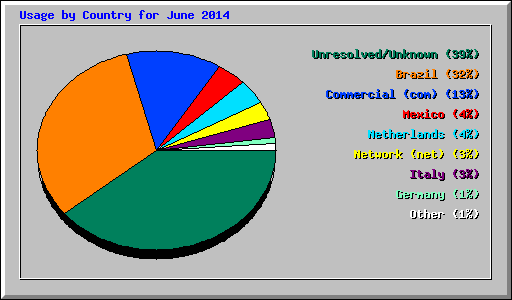 Usage by Country for June 2014
Unresolved/Unknown (39%)
Brazil (32%)
Commercial (com) (13%)
Mexico (4%)
Netherlands (4%)
Network (net) (3%)
Italy (3%)
Germany (1%)
Other (1%)